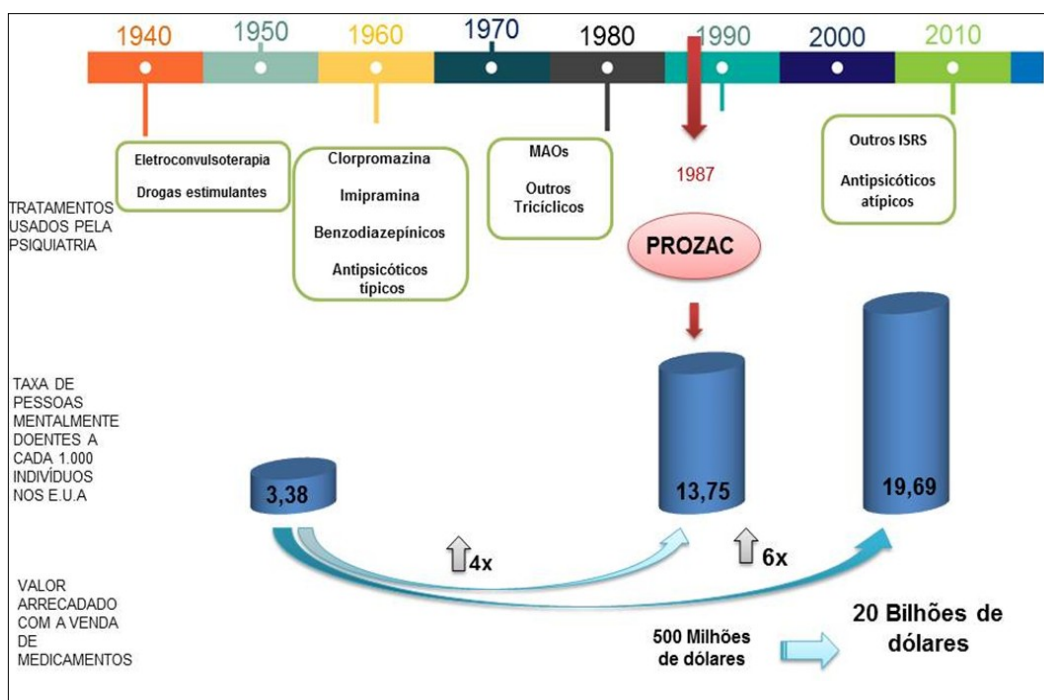 1940
1950
1960
1970
1980
1990
2000
2010
TRATAMENTOS
USADOS PELA
PSIQUIATRIA
Eletroconvulsoterapia
Drogas estimulantes
Clorpromazina
Imipramina
Benzodiazepínicos
Antipsicóticos
típicos
MAOs
Outros
Tricíclicos
1987
PROZAC
Outros ISRS
Antipsicóticos
atípicos
TAXA DE
PESSOAS
MENTALMENTE
DOENTES A
CADA 1.000
INDIVÍDUOS
NOS E.U.A
3,38
13,75
19,69
4x
6x
VALOR
ARRECADADO
COM A VENDA
DE
MEDICAMENTOS
500 Milhões
de dólares
20 Bilhões de
dólares